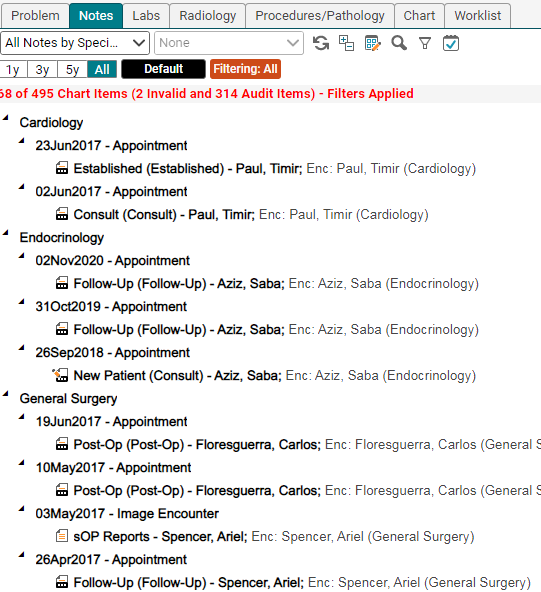 Problem Notes Labs Radiology Procedures/Pathology Chart Worklist
All Notes by Speci... None
1y 3y 5y All Default Filtering: All
68 of 495 Chart Items (2 Invalid and 314 Audit Items) - Filters Applied
Cardiology
23Jun2017 - Appointment
Established (Established) - Paul, Timir; Enc: Paul, Timir (Cardiology)
02Jun2017 - Appointment
Consult (Consult) - Paul, Timir; Enc: Paul, Timir (Cardiology)
Endocrinology
02Nov2020 - Appointment
Follow-Up (Follow-Up) - Aziz, Saba; Enc: Aziz, Saba (Endocrinology)
31Oct2019 - Appointment
Follow-Up (Follow-Up) - Aziz, Saba; Enc: Aziz, Saba (Endocrinology)
26Sep2018 - Appointment
New Patient (Consult) - Aziz, Saba; Enc: Aziz, Saba (Endocrinology)
General Surgery
19Jun2017 - Appointment
Post-Op (Post-Op) - Floresguerra, Carlos; Enc: Floresguerra, Carlos (General S
10May2017 - Appointment
Post-Op (Post-Op) - Floresguerra, Carlos; Enc: Floresguerra, Carlos (General S
03May2017 - Image Encounter
sOP Reports - Spencer, Ariel; Enc: Spencer, Ariel (General Surgery)
26Apr2017 - Appointment
Follow-Up (Follow-Up) - Spencer, Ariel; Enc: Spencer, Ariel (General Surgery)